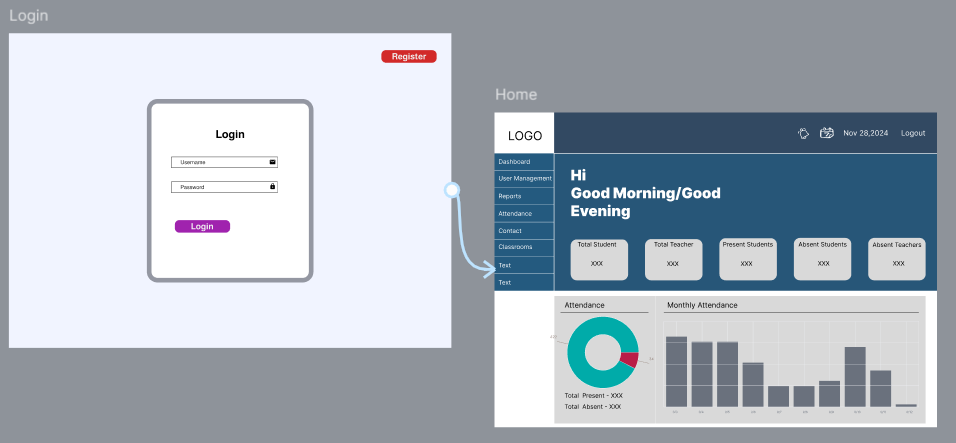 Login
Register
Login
Username
Password
Login
Home
LOGO
Nov 28,2024
Logout
Dashboard
User Management
Reports
Attendance
Contact
Classrooms
Text
Text
Hi
Good Morning/Good
Evening
Total Student
XXX
Total Teacher
XXX
Present Students
XXX
Absent Students
XXX
Absent Teachers
XXX
Attendance
Total Present - XXX
Total Absent - XXX
Monthly Attendance